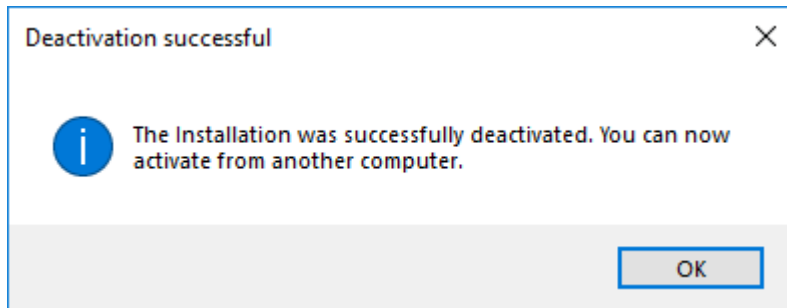 Deactivation successful
The Installation was successfully deactivated. You can now
activate from another computer.
OK